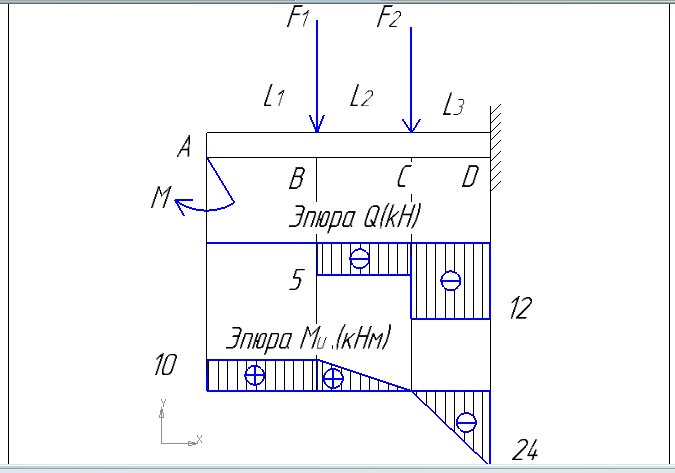 F1 F2
L1 L2 L3
A
B C D
M
Эпюра Q(кН)
5
12
Эпюра Mи (кНм)
10
24
Y
X